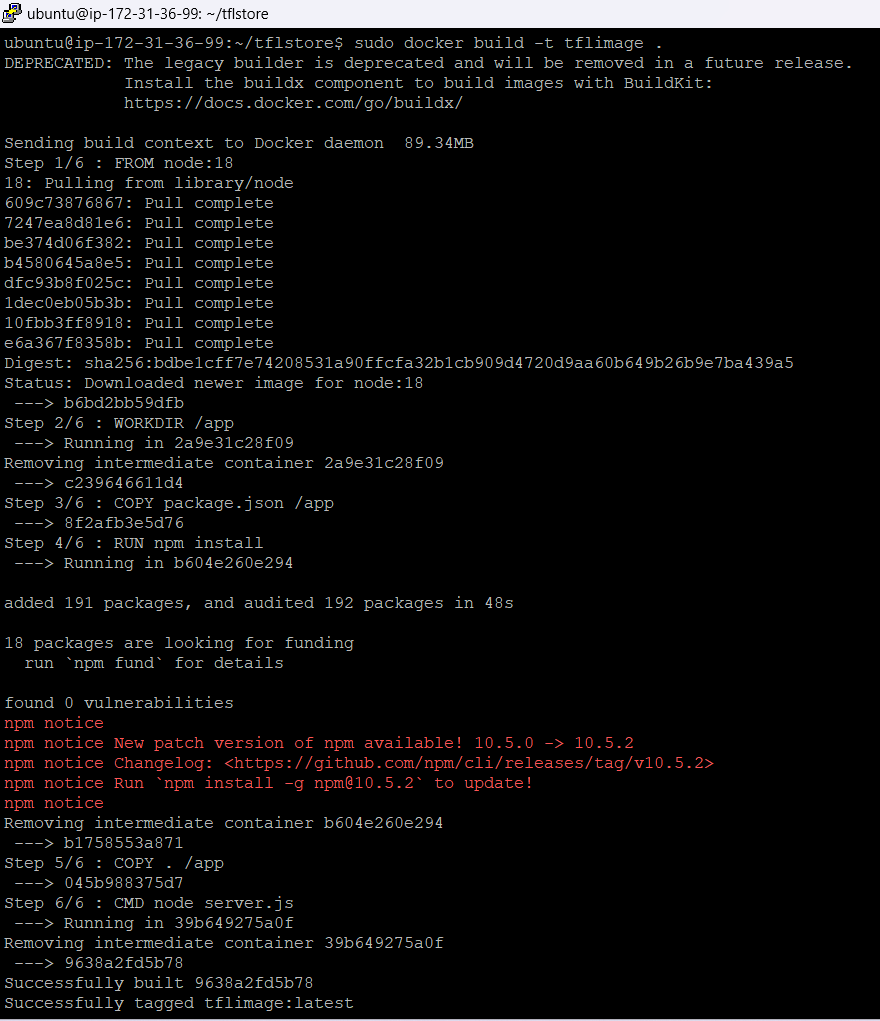 ubuntu@ip-172-31-36-99: ~/tflstore
ubuntu@ip-172-31-36-99:~/tflstore$ sudo docker build -t tflimage .
DEPRECATED: The legacy builder is deprecated and will be removed in a future release.
            Install the buildx component to build images with BuildKit:
            https://docs.docker.com/go/buildx/

Sending build context to Docker daemon  89.34MB
Step 1/6 : FROM node:18
18: Pulling from library/node
609c73876867: Pull complete
7247ea8d81e6: Pull complete
be374d06f382: Pull complete
b4580645a8e5: Pull complete
dfc93b8f025c: Pull complete
1dec0eb05b3b: Pull complete
10fbb3ff8918: Pull complete
e6a367f8358b: Pull complete
Digest: sha256:bdbe1cff7e74208531a90ffcfa32b1cb909d4720d9aa60b649b26b9e7ba439a5
Status: Downloaded newer image for node:18
 ---> b6bd2bb59dfb
Step 2/6 : WORKDIR /app
 ---> Running in 2a9e31c28f09
Removing intermediate container 2a9e31c28f09
 ---> c239646611d4
Step 3/6 : COPY package.json /app
 ---> 8f2afb3e5d76
Step 4/6 : RUN npm install
 ---> Running in b604e260e294

added 191 packages, and audited 192 packages in 48s

18 packages are looking for funding
  run `npm fund` for details

found 0 vulnerabilities
npm notice
npm notice New patch version of npm available! 10.5.0 -> 10.5.2
npm notice Changelog: <https://github.com/npm/cli/releases/tag/v10.5.2>
npm notice Run `npm install -g npm@10.5.2` to update!
npm notice
Removing intermediate container b604e260e294
 ---> b1758553a871
Step 5/6 : COPY . /app
 ---> 045b988375d7
Step 6/6 : CMD node server.js
 ---> Running in 39b649275a0f
Removing intermediate container 39b649275a0f
 ---> 9638a2fd5b78
Successfully built 9638a2fd5b78
Successfully tagged tflimage:latest